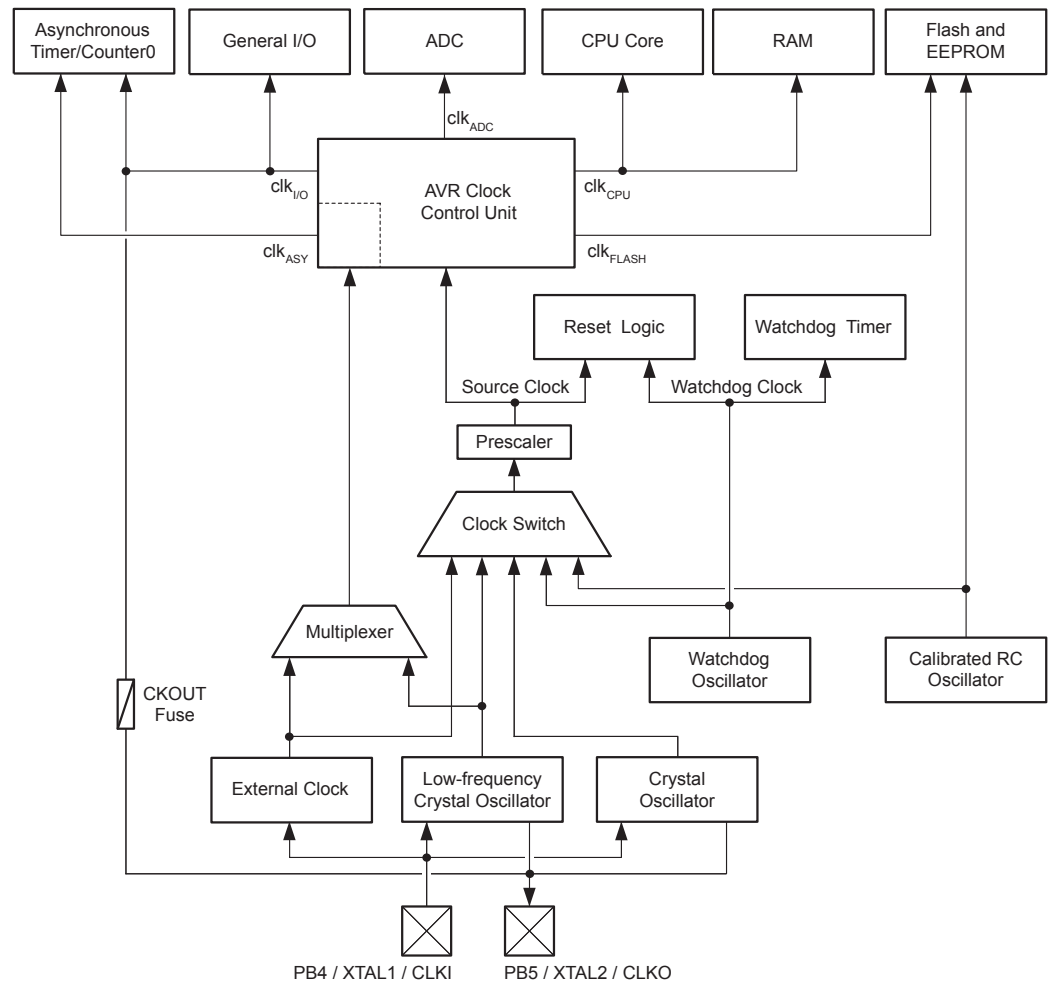 Asynchronous
Timer/Counter0
General I/O
ADC
CPU Core
RAM
Flash and
EEPROM
clkADC
clkI/O
AVR Clock
Control Unit
clkCPU
clkASY
clkFLASH
Reset Logic
Watchdog Timer
Source Clock
Watchdog Clock
Prescaler
Clock Switch
Multiplexer
Watchdog
Oscillator
Calibrated RC
Oscillator
CKOUT
Fuse
External Clock
Low-frequency
Crystal Oscillator
Crystal
Oscillator
PB4 / XTAL1 / CLKI
PB5 / XTAL2 / CLKO